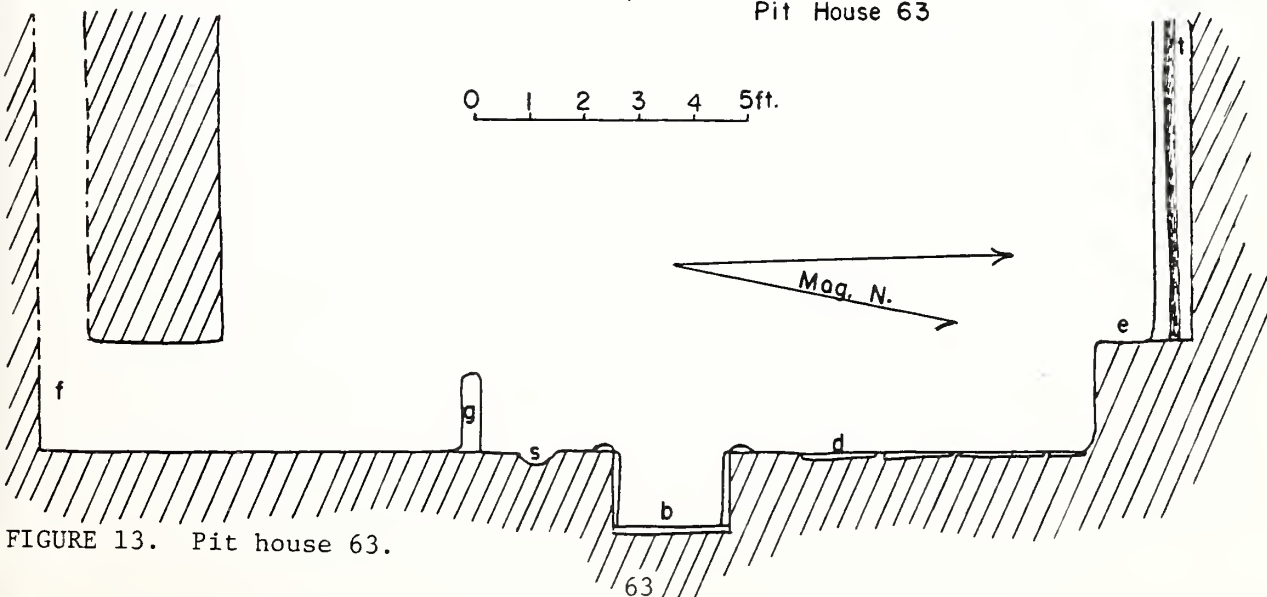 Pit House 63
t
0 1 2 3 4 5ft.
Mag. N.
e
f
g
s
d
b
FIGURE 13. Pit house 63.
63